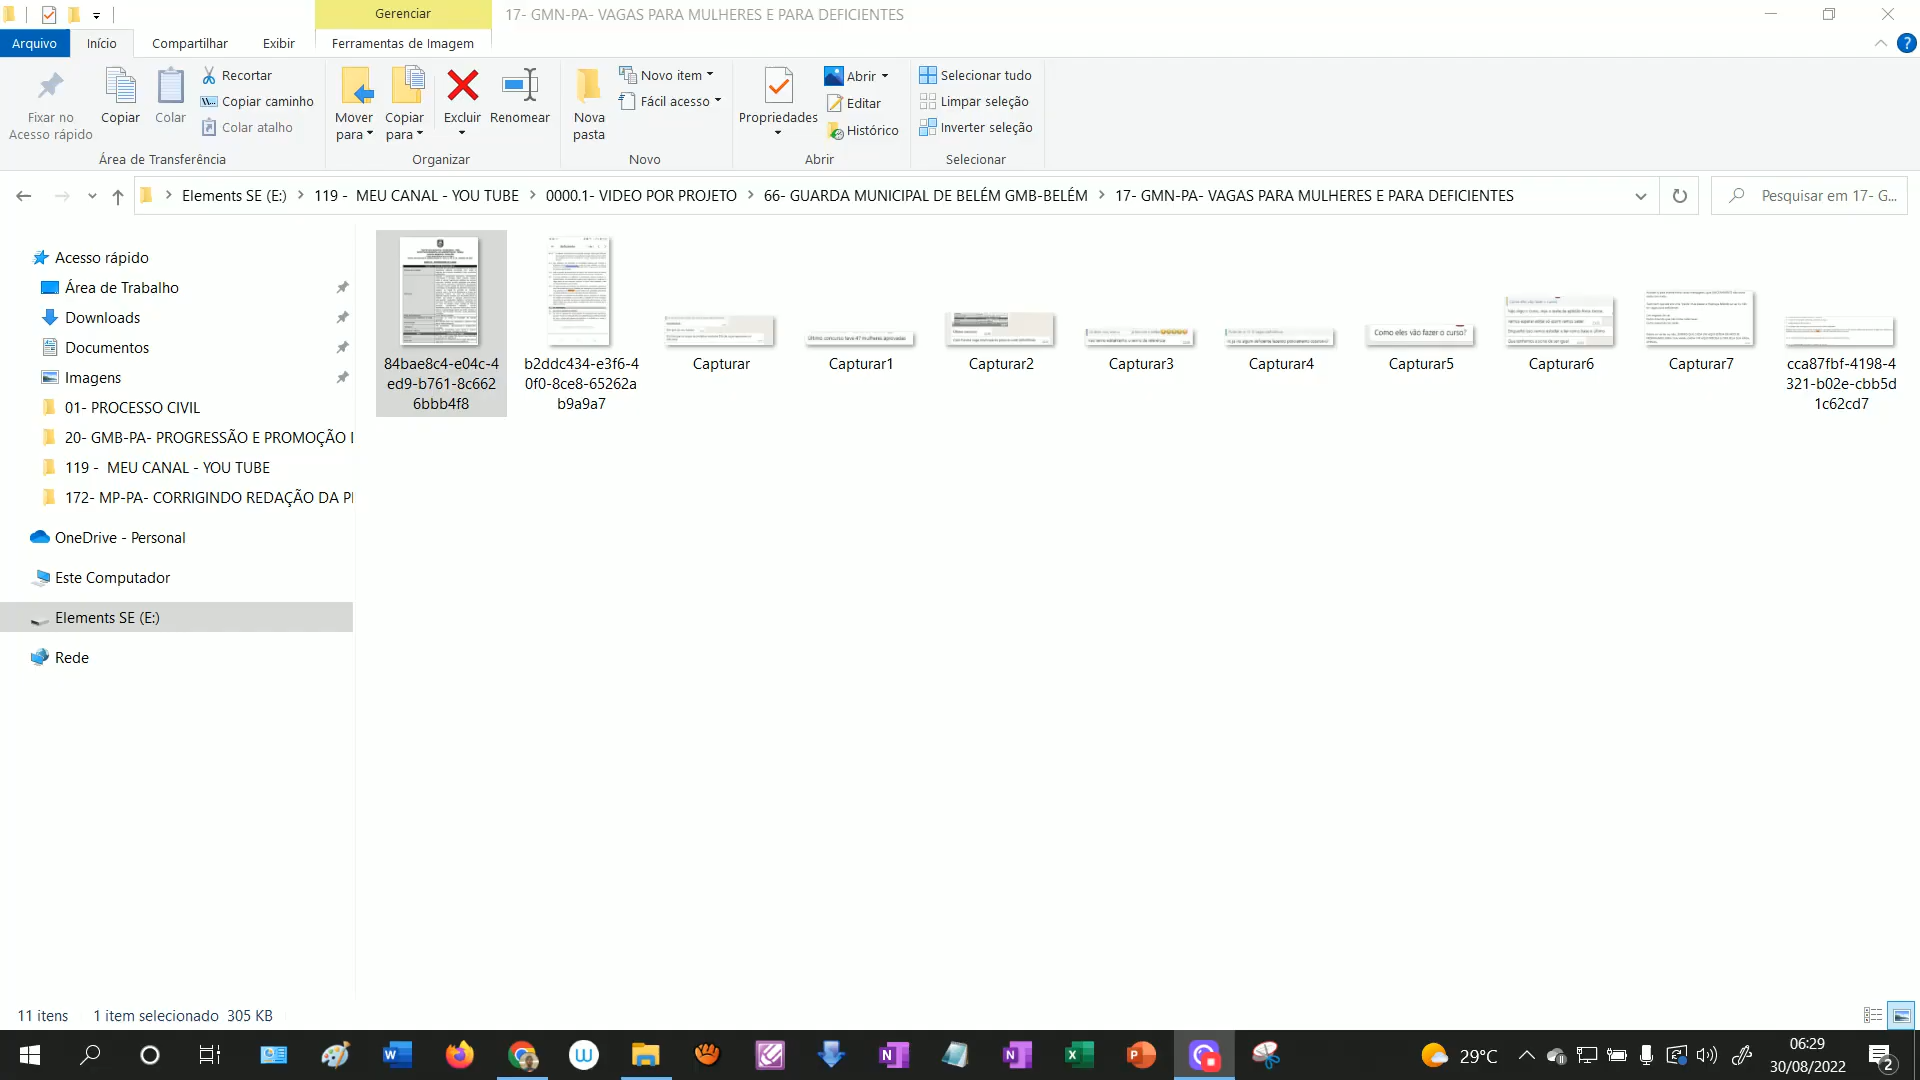 Gerenciar
17- GMN-PA- VAGAS PARA MULHERES E PARA DEFICIENTES
Arquivo
Início
Compartilhar
Exibir
Ferramentas de Imagem
Fixar no
Acesso rápido
Copiar
Colar
Recortar
Copiar caminho
Colar atalho
Área de Transferência
Mover
para
Copiar
para
Excluir
Renomear
Organizar
Nova
pasta
Novo item
Fácil acesso
Novo
Propriedades
Abrir
Editar
Histórico
Abrir
Selecionar tudo
Limpar seleção
Inverter seleção
Selecionar
Elements SE (E:)
119 - MEU CANAL - YOU TUBE
0000.1- VIDEO POR PROJETO
66- GUARDA MUNICIPAL DE BELÉM GMB-BELÉM
17- GMN-PA- VAGAS PARA MULHERES E PARA DEFICIENTES
Pesquisar em 17- G...
Acesso rápido
Área de Trabalho
Downloads
Documentos
Imagens
01- PROCESSO CIVIL
20- GMB-PA- PROGRESSÃO E PROMOÇÃO
119 - MEU CANAL - YOU TUBE
172- MP-PA- CORRIGINDO REDAÇÃO DA
OneDrive - Personal
Este Computador
Elements SE (E:)
Rede
84bae8c4-e04c-4
ed9-b761-8c662
6bbb4f8
b2ddc434-e3f6-4
0f0-8ce8-65262a
b9a9a7
Capturar
Capturar1
Último concurso teve 47 mulheres aprovadas
Capturar2
Capturar3
Capturar4
Como eles vão fazer o curso?
Capturar5
Capturar6
Capturar7
cca87fbf-4198-4
321-b02e-cbb5d
1c62cd7
11 itens
1 item selecionado 305 KB
29°C
06:29
30/08/2022
2